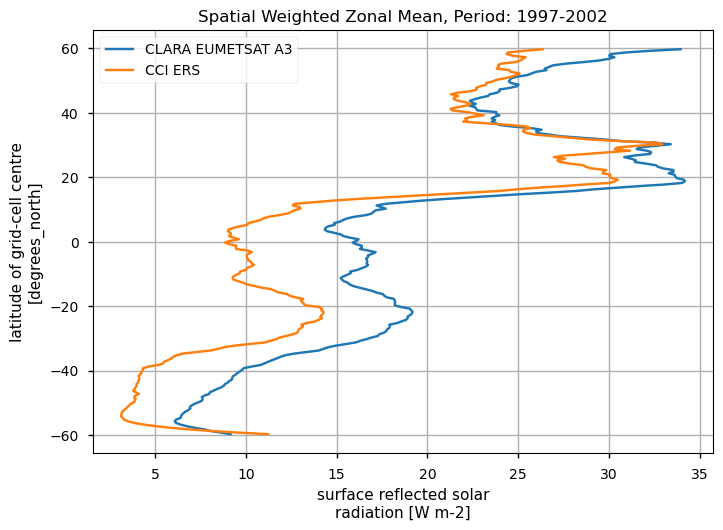 Spatial Weighted Zonal Mean, Period: 1997-2002
CLARA EUMETSAT A3
CCI ERS
latitude of grid-cell centre
[degrees_north]
60
40
20
0
−20
−40
−60
5 10 15 20 25 30 35
surface reflected solar
radiation [W m-2]